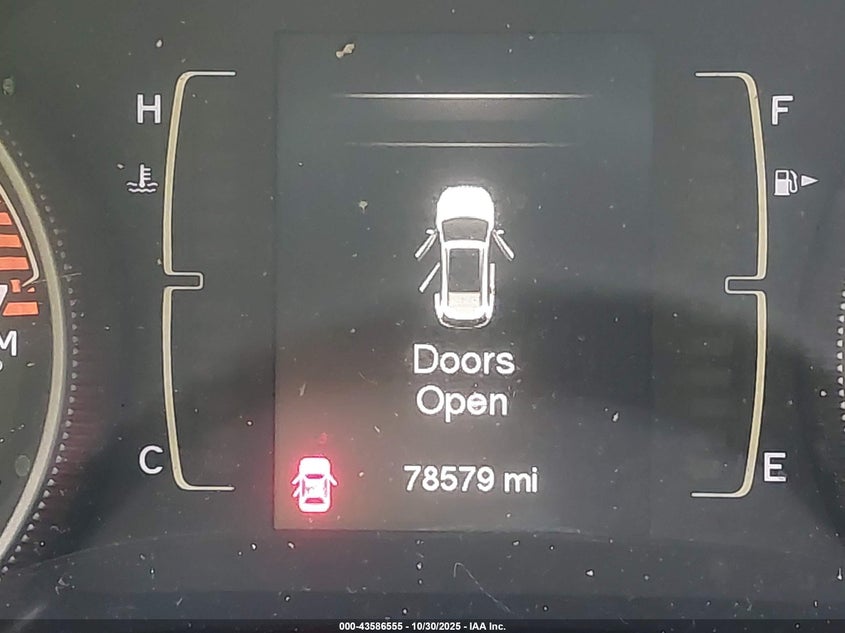 H
F
Doors
Open
C
E
78579 mi
000-43586555 - 10/30/2025 - IAA Inc.